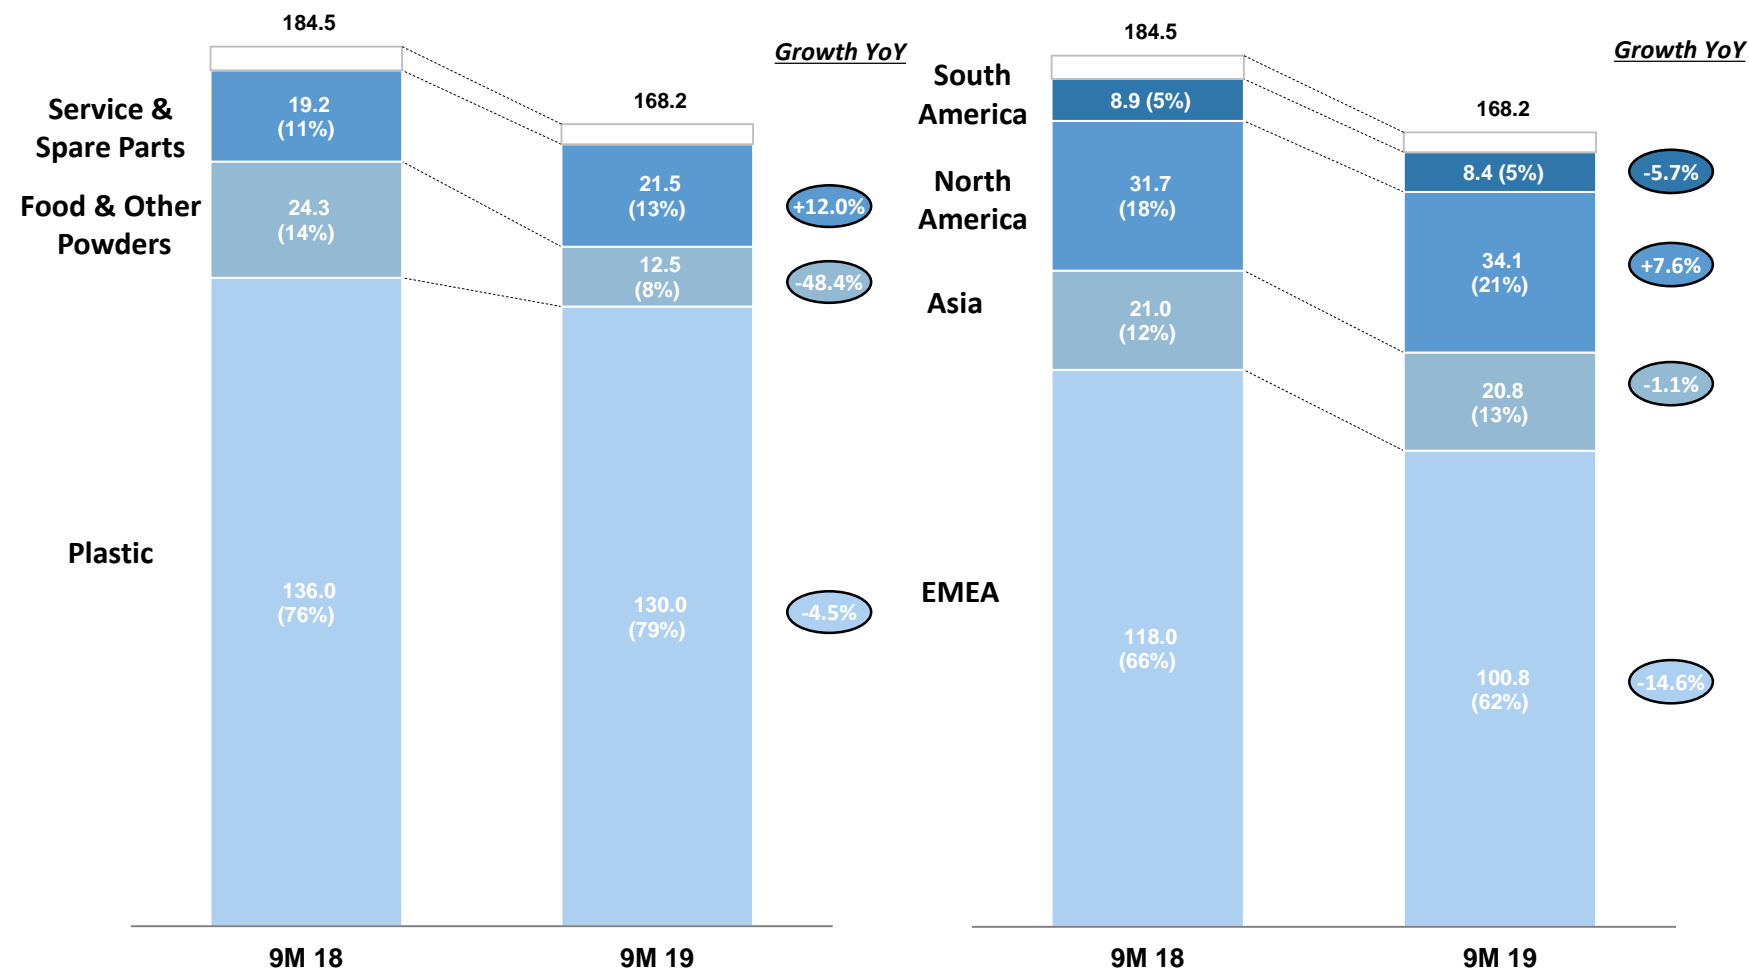 184.5
Growth YoY
Service &
Spare Parts
19.2
(11%)
168.2
21.5
(13%)
+12.0%
Food & Other
Powders
24.3
(14%)
12.5
(8%)
-48.4%
Plastic
136.0
(76%)
130.0
(79%)
-4.5%
9M 18
9M 19
184.5
Growth YoY
South
America
8.9 (5%)
168.2
8.4 (5%)
-5.7%
North
America
31.7
(18%)
34.1
(21%)
+7.6%
Asia
21.0
(12%)
20.8
(13%)
-1.1%
EMEA
118.0
(66%)
100.8
(62%)
-14.6%
9M 18
9M 19